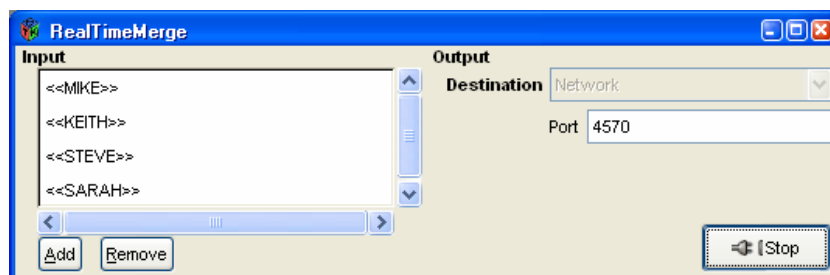 RealTimeMerge
Input
<<MIKE>>
<<KEITH>>
<<STEVE>>
<<SARAH>>
Add Remove
Output
Destination Network
Port 4570
Stop